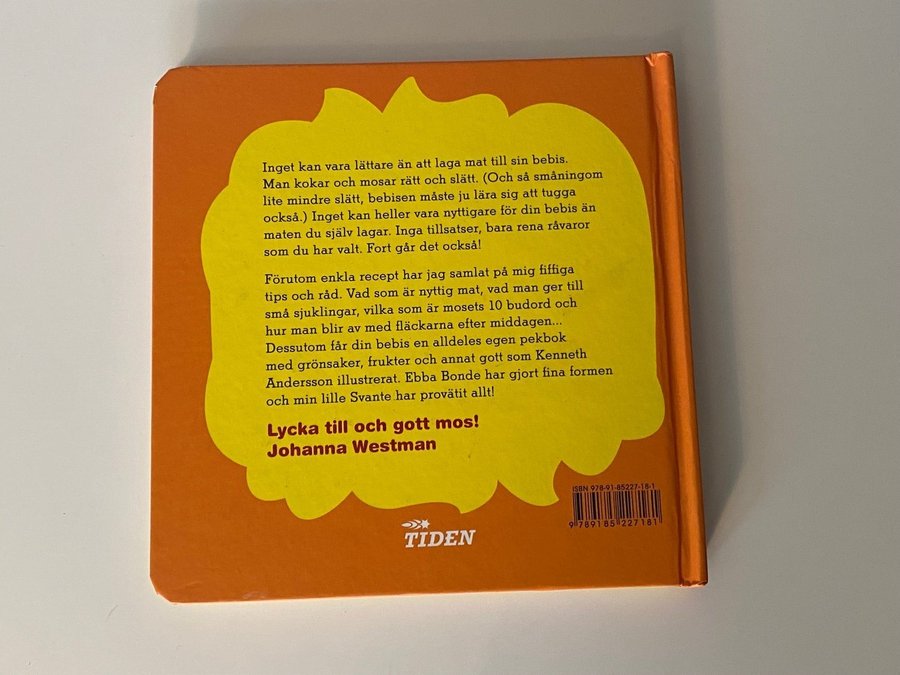 Inget kan vara lättare än att laga mat till sin bebis.
Man kokar och mosar rätt och slätt. (Och så småningom
lite mindre slätt, bebisen måste ju lära sig att tugga
också.) Inget kan heller vara nyttigare för din bebis än
maten du själv lagar. Inga tillsatser, bara rena råvaror
som du har valt. Fort går det också!
Förutom enkla recept har jag samlat på mig fiffiga
tips och råd. Vad som är nyttig mat, vad man ger till
små sjuklingar, vilka som är mosets 10 budord och
hur man blir av med fläckarna efter middagen...
Dessutom får din bebis en alldeles egen pekbok
med grönsaker, frukter och annat gott som Kenneth
Andersson illustrerat. Ebba Bonde har gjort fina formen
och min lille Svante har provätit allt!
Lycka till och gott mos!
Johanna Westman
ISBN 978-91-85227-18-1
9 789185 227181
TIDEN